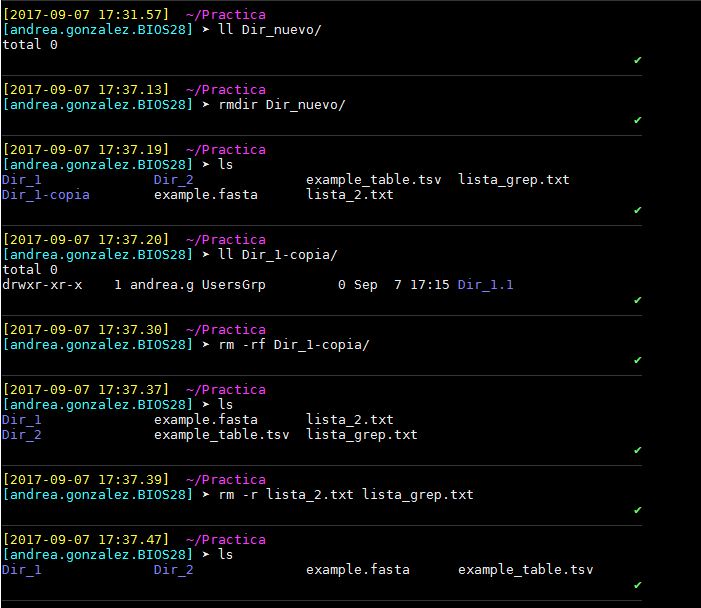 [2017-09-07 17:31.57]  ~/Practica
[andrea.gonzalez.BIOS28] ➤ ll Dir_nuevo/
total 0
✔
[2017-09-07 17:37.13]  ~/Practica
[andrea.gonzalez.BIOS28] ➤ rmdir Dir_nuevo/
✔
[2017-09-07 17:37.19]  ~/Practica
[andrea.gonzalez.BIOS28] ➤ ls
Dir_1              Dir_2              example_table.tsv  lista_grep.txt
Dir_1-copia        example.fasta      lista_2.txt
✔
[2017-09-07 17:37.20]  ~/Practica
[andrea.gonzalez.BIOS28] ➤ ll Dir_1-copia/
total 0
drwxr-xr-x    1 andrea.g UsersGrp         0 Sep  7 17:15 Dir_1.1
✔
[2017-09-07 17:37.30]  ~/Practica
[andrea.gonzalez.BIOS28] ➤ rm -rf Dir_1-copia/
✔
[2017-09-07 17:37.37]  ~/Practica
[andrea.gonzalez.BIOS28] ➤ ls
Dir_1              example.fasta      lista_2.txt
Dir_2              example_table.tsv  lista_grep.txt
✔
[2017-09-07 17:37.39]  ~/Practica
[andrea.gonzalez.BIOS28] ➤ rm -r lista_2.txt lista_grep.txt
✔
[2017-09-07 17:37.47]  ~/Practica
[andrea.gonzalez.BIOS28] ➤ ls
Dir_1              Dir_2              example.fasta      example_table.tsv
✔